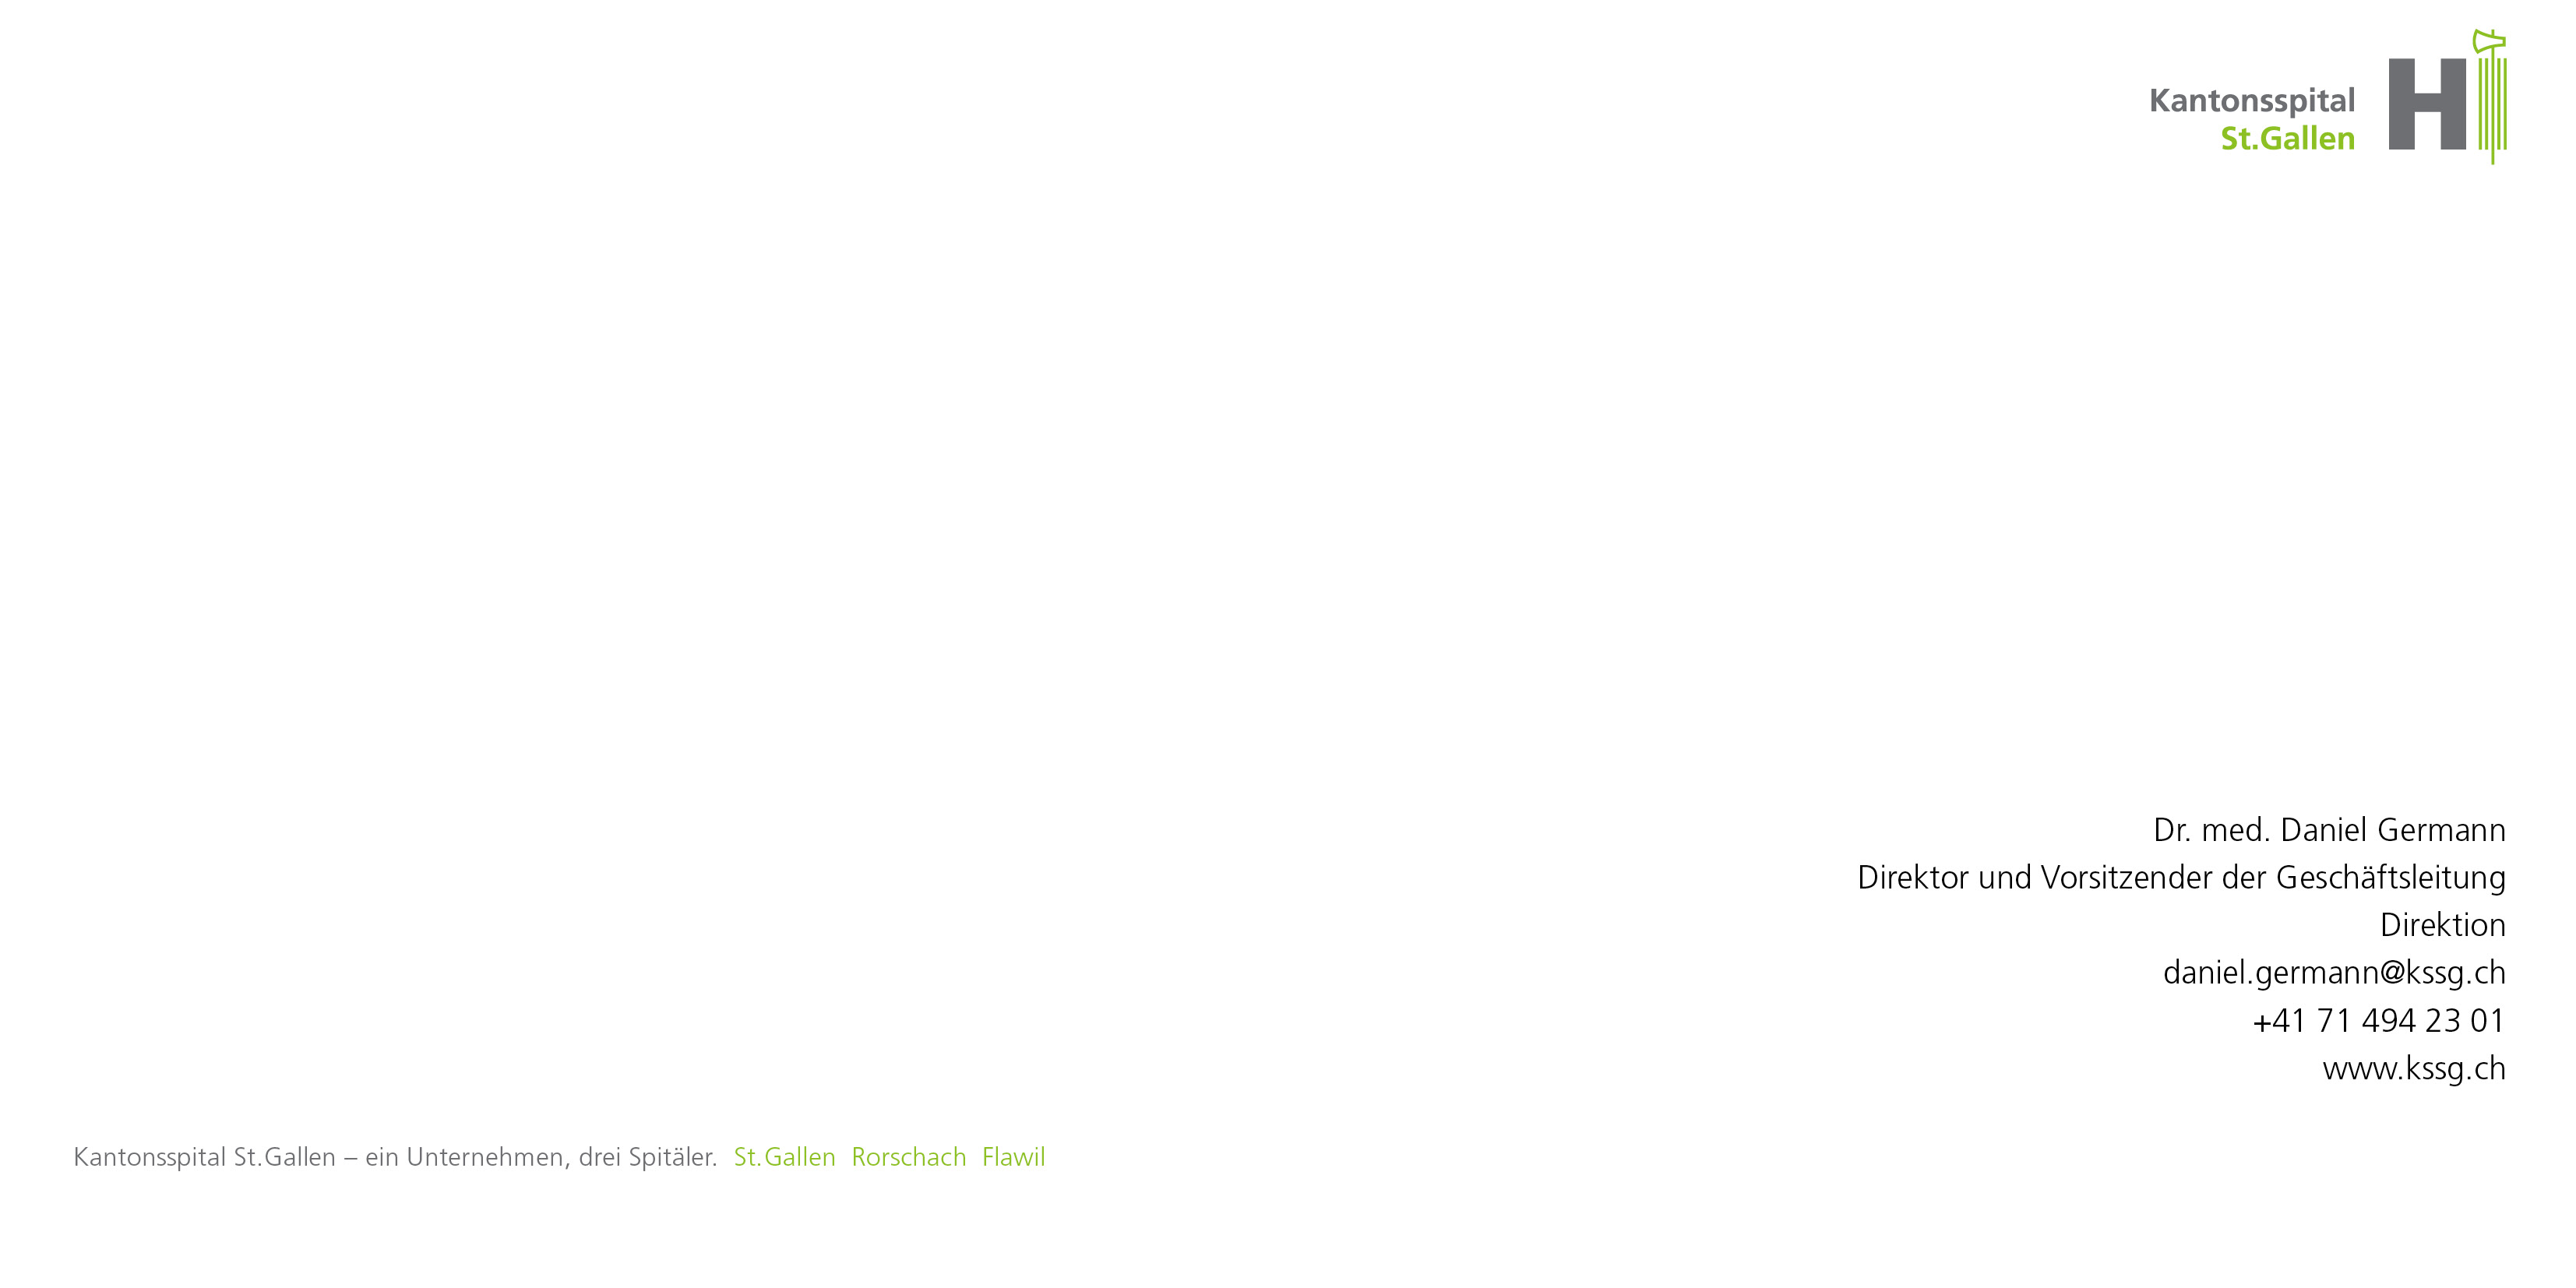 Kantonsspital
St.Gallen
H
Dr. med. Daniel Germann
Direktor und Vorsitzender der Geschäftsleitung
Direktion
daniel.germann@kssg.ch
+41 71 494 23 01
www.kssg.ch
Kantonsspital St.Gallen – ein Unternehmen, drei Spitäler. St.Gallen Rorschach Flawil